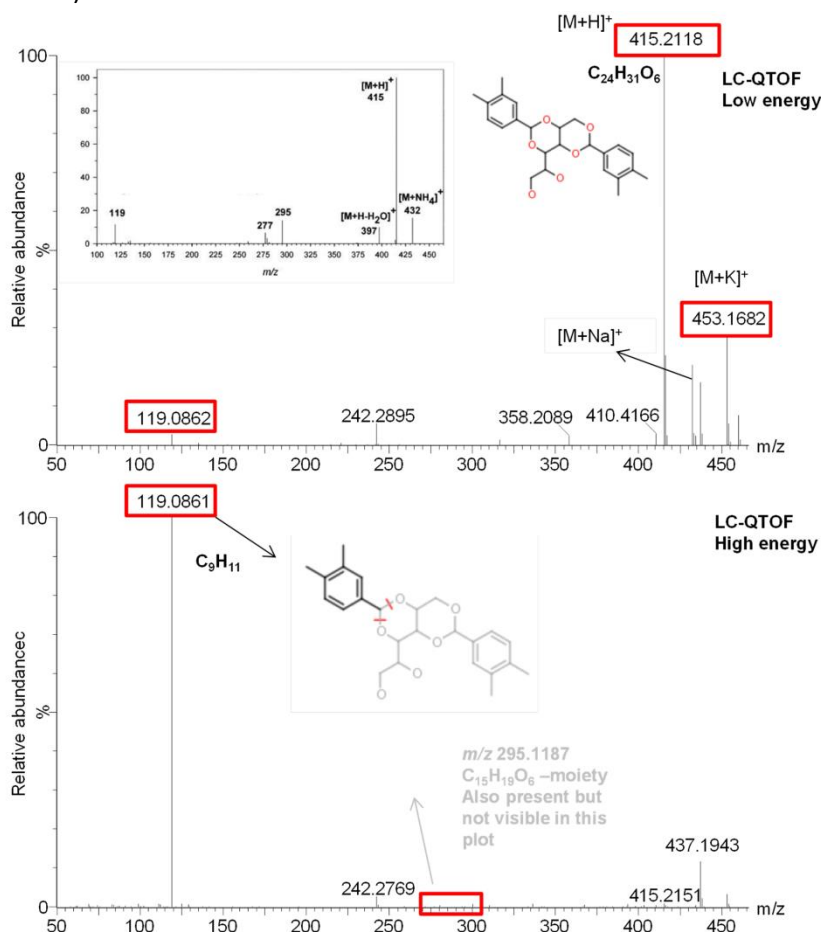 [M+H]⁺
415.2118
C₂₄H₃₁O₆
LC-QTOF
Low energy
Relative abundance
%
100
0
100
80
60
40
20
0
[M+H]⁺
415
[M+H-H₂O]⁺
397
[M+NH₄]⁺
432
119
277
295
100 125 150 175 200 225 250 275 300 325 350 375 400 425 450
m/z
O
O
O
O
O
O
[M+K]⁺
453.1682
[M+Na]⁺
119.0862
242.2895
358.2089
410.4166
50 100 150 200 250 300 350 400 450 m/z
119.0861
LC-QTOF
High energy
C₉H₁₁
Relative abundancec
%
100
0
O
O
O
O
O
O
m/z 295.1187
C₁₅H₁₉O₆ –moiety
Also present but
not visible in this
plot
437.1943
242.2769
415.2151
50 100 150 200 250 300 350 400 450 m/z